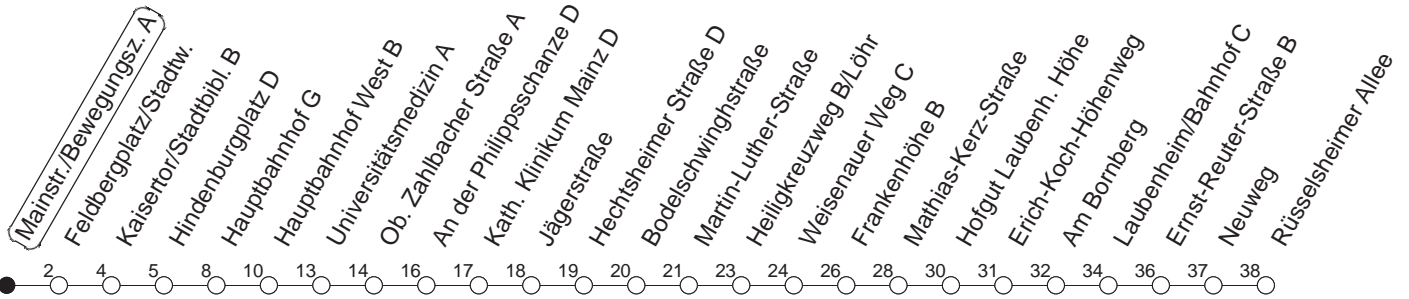 Mainstr./Bewegungsz. A
Feldbergplatz/Stadtw.
Kaisertor/Stadtbibl. B
Hindenburgplatz D
Hauptbahnhof G
Hauptbahnhof West B
Universitätsmedizin A
Ob. Zahlbacher Straße A
An der Philippsschanze D
Kath. Klinikum Mainz D
Jägerstraße
Hechtsheimer Straße D
Bodelschwinghstraße
Martin-Luther-Straße
Heiligkreuzweg B/Löhr
Weisenauer Weg C
Frankenhöhe B
Mathias-Kerz-Straße
Hofgut Laubenh. Höhe
Erich-Koch-Höhenweg
Am Bornberg
Laubenheim/Bahnhof C
Ernst-Reuter-Straße B
Neuweg
Rüsselsheimer Allee
2 4 5 8 10 13 14 16 17 18 19 20 21 23 24 26 28 30 31 32 34 36 37 38